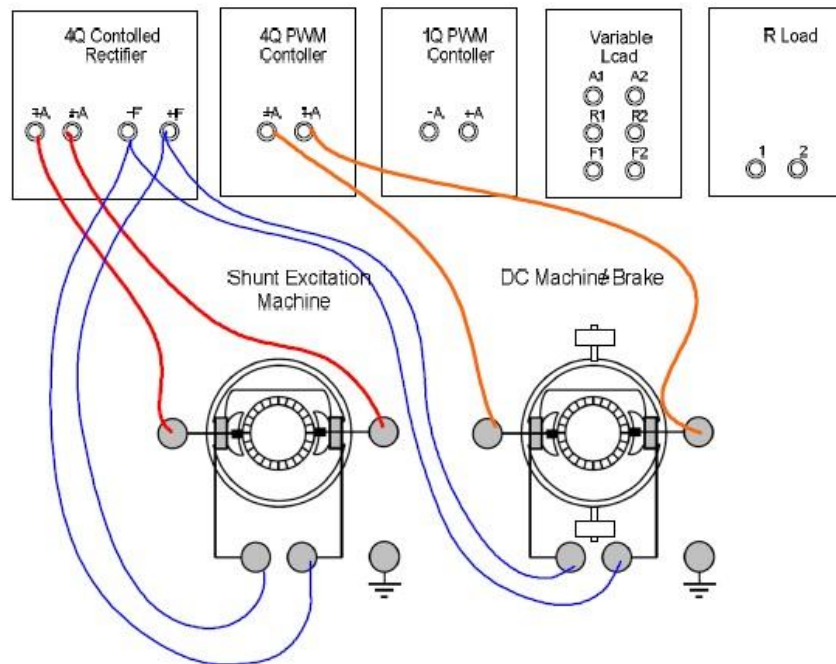 4Q Contolled
Rectifier
4Q PWM
Contoller
1Q PWM
Contoller
Variable
Load
R Load
A1 A2
-F +F
±A
-A +A
R1 R2
F1 F2
1 2
Shunt Excitation
Machine
DC Machine/Brake